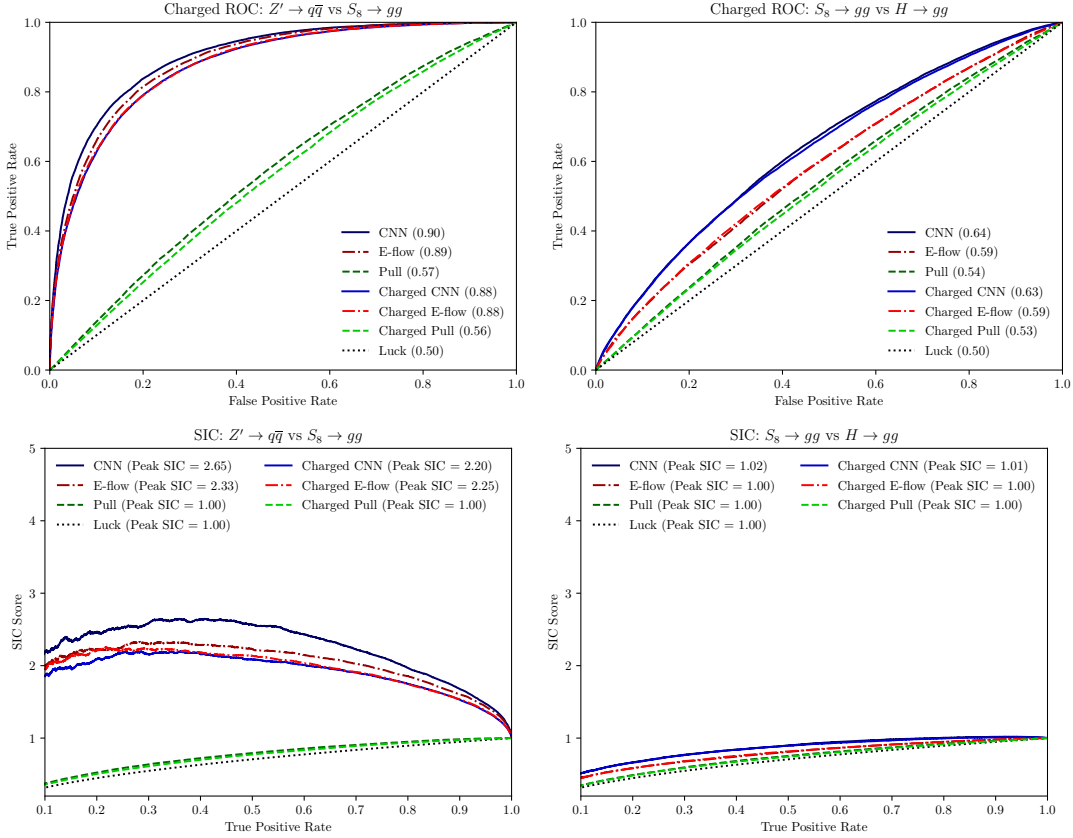 Charged ROC: Z′ → qq̅ vs S₈ → gg
1.0
0.8
0.6
0.4
0.2
0.0
True Positive Rate
CNN (0.90)
E-flow (0.89)
Pull (0.57)
Charged CNN (0.88)
Charged E-flow (0.88)
Charged Pull (0.56)
Luck (0.50)
0.0 0.2 0.4 0.6 0.8 1.0
False Positive Rate
Charged ROC: S₈ → gg vs H → gg
1.0
0.8
0.6
0.4
0.2
0.0
True Positive Rate
CNN (0.64)
E-flow (0.59)
Pull (0.54)
Charged CNN (0.63)
Charged E-flow (0.59)
Charged Pull (0.53)
Luck (0.50)
0.0 0.2 0.4 0.6 0.8 1.0
False Positive Rate
SIC: Z′ → qq̅ vs S₈ → gg
5
4
3
2
1
SIC Score
CNN (Peak SIC = 2.65)
E-flow (Peak SIC = 2.33)
Pull (Peak SIC = 1.00)
Luck (Peak SIC = 1.00)
Charged CNN (Peak SIC = 2.20)
Charged E-flow (Peak SIC = 2.25)
Charged Pull (Peak SIC = 1.00)
0.1 0.2 0.3 0.4 0.5 0.6 0.7 0.8 0.9 1.0
True Positive Rate
SIC: S₈ → gg vs H → gg
5
4
3
2
1
SIC Score
CNN (Peak SIC = 1.02)
E-flow (Peak SIC = 1.00)
Pull (Peak SIC = 1.00)
Luck (Peak SIC = 1.00)
Charged CNN (Peak SIC = 1.01)
Charged E-flow (Peak SIC = 1.00)
Charged Pull (Peak SIC = 1.00)
0.1 0.2 0.3 0.4 0.5 0.6 0.7 0.8 0.9 1.0
True Positive Rate